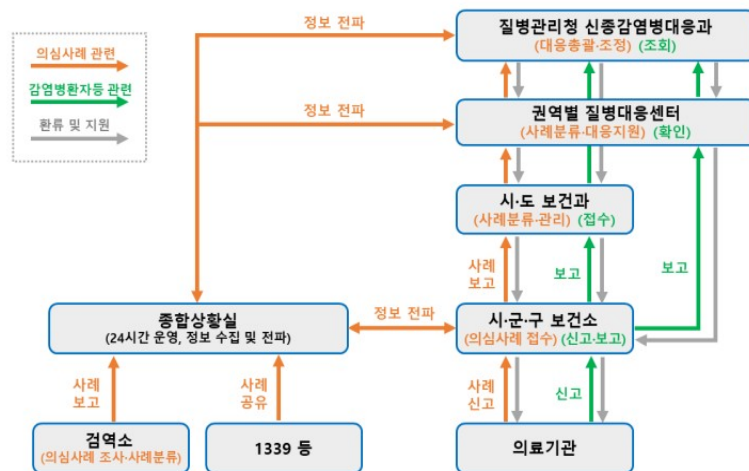 의심사례 관련
감염병환자등 관련
환류 및 지원
정보 전파
질병관리청 신종감염병대응과
(대응총괄·조정) (조회)
정보 전파
권역별 질병대응센터
(사례분류·대응지원) (확인)
시·도 보건과
(사례분류·관리) (접수)
사례
보고
보고
보고
종합상황실
(24시간 운영, 정보 수집 및 전파)
정보 전파
시·군·구 보건소
(의심사례 접수) (신고·보고)
사례
보고
사례
공유
사례
신고
신고
검역소
(의심사례 조사·사례분류)
1339 등
의료기관